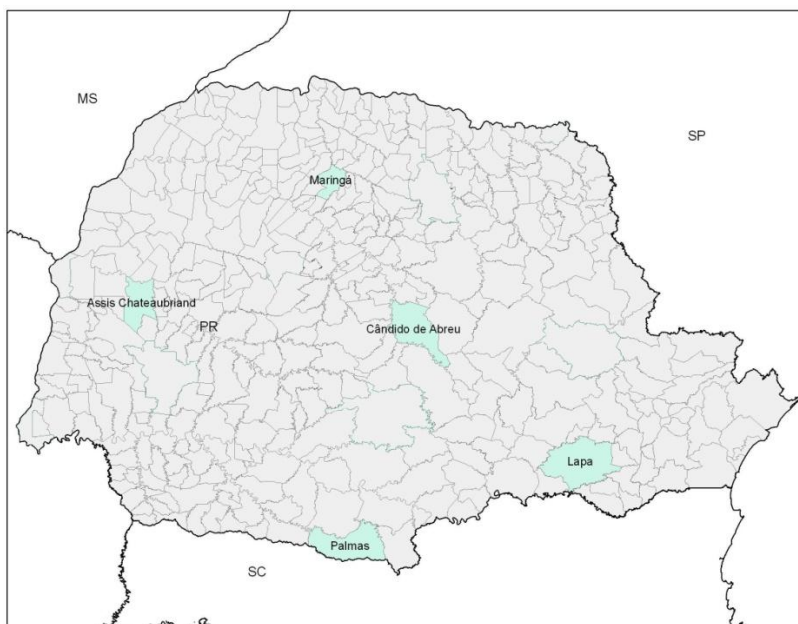 MS
SP
Maringá
Assis Chateaubriand
PR
Cândido de Abreu
Lapa
Palmas
SC